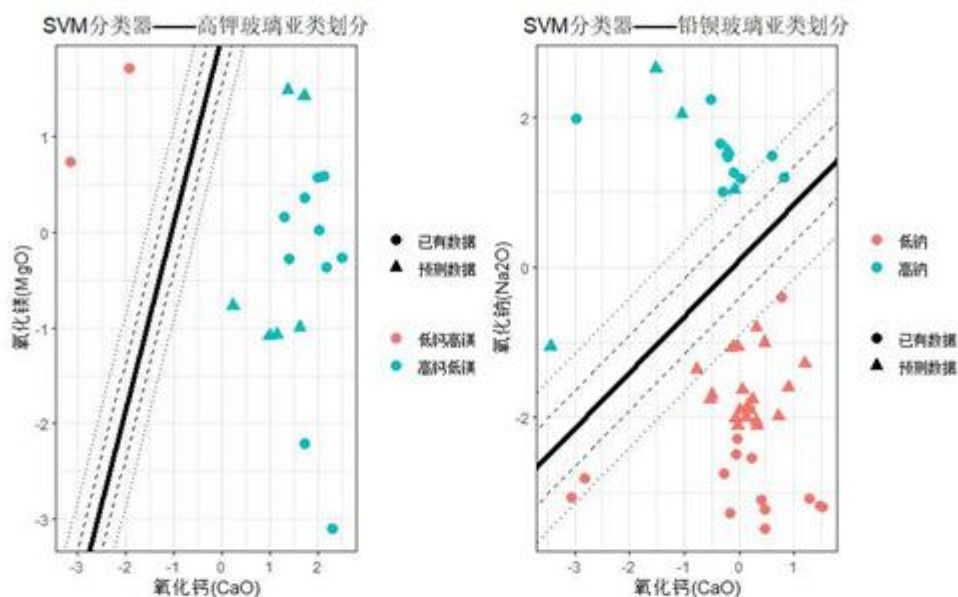 SVM分类器——高钾玻璃亚类划分
氧化镁(MgO)
1
0
-1
-2
-3
-3
-2
-1
0
1
2
氧化钙(CaO)
已有数据
预测数据
低钙高镁
高钙低镁
SVM分类器——铅钡玻璃亚类划分
氧化钠(Na2O)
2
0
-2
-3
-2
-1
0
1
氧化钙(CaO)
低钠
高钠
已有数据
预测数据